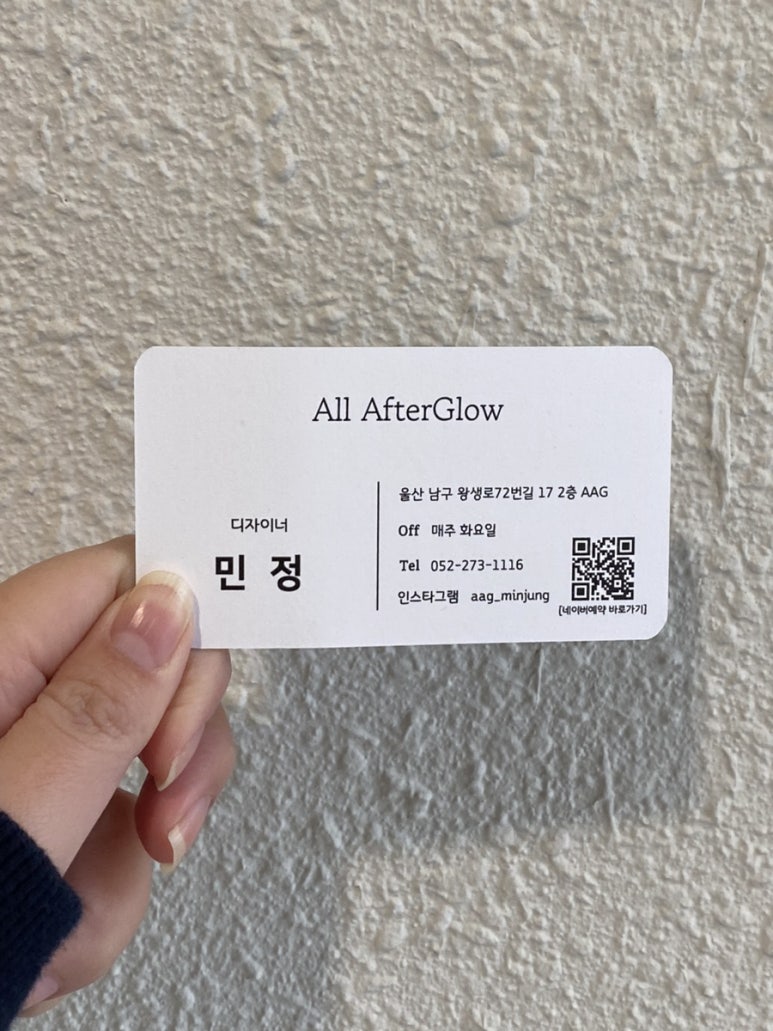 All AfterGlow
디자이너
민 정
울산 남구 왕생로72번길 17 2층 AAG
Off 매주 화요일
Tel 052-273-1116
인스타그램 aag_minjung
[네이버예약 바로가기]